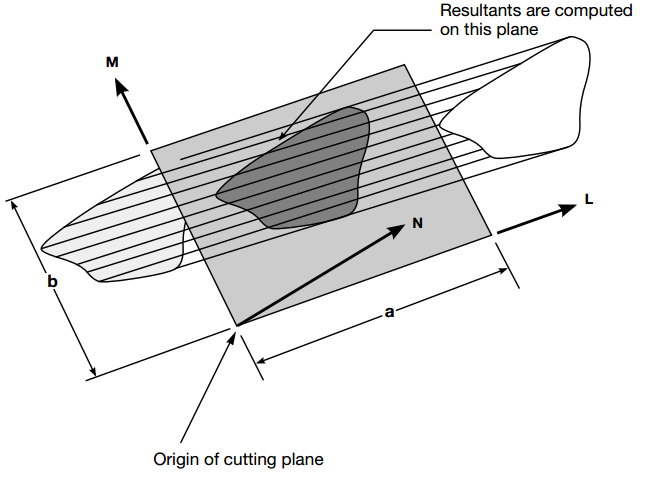 Resultants are computed
on this plane
M
L
N
b
a
Origin of cutting plane